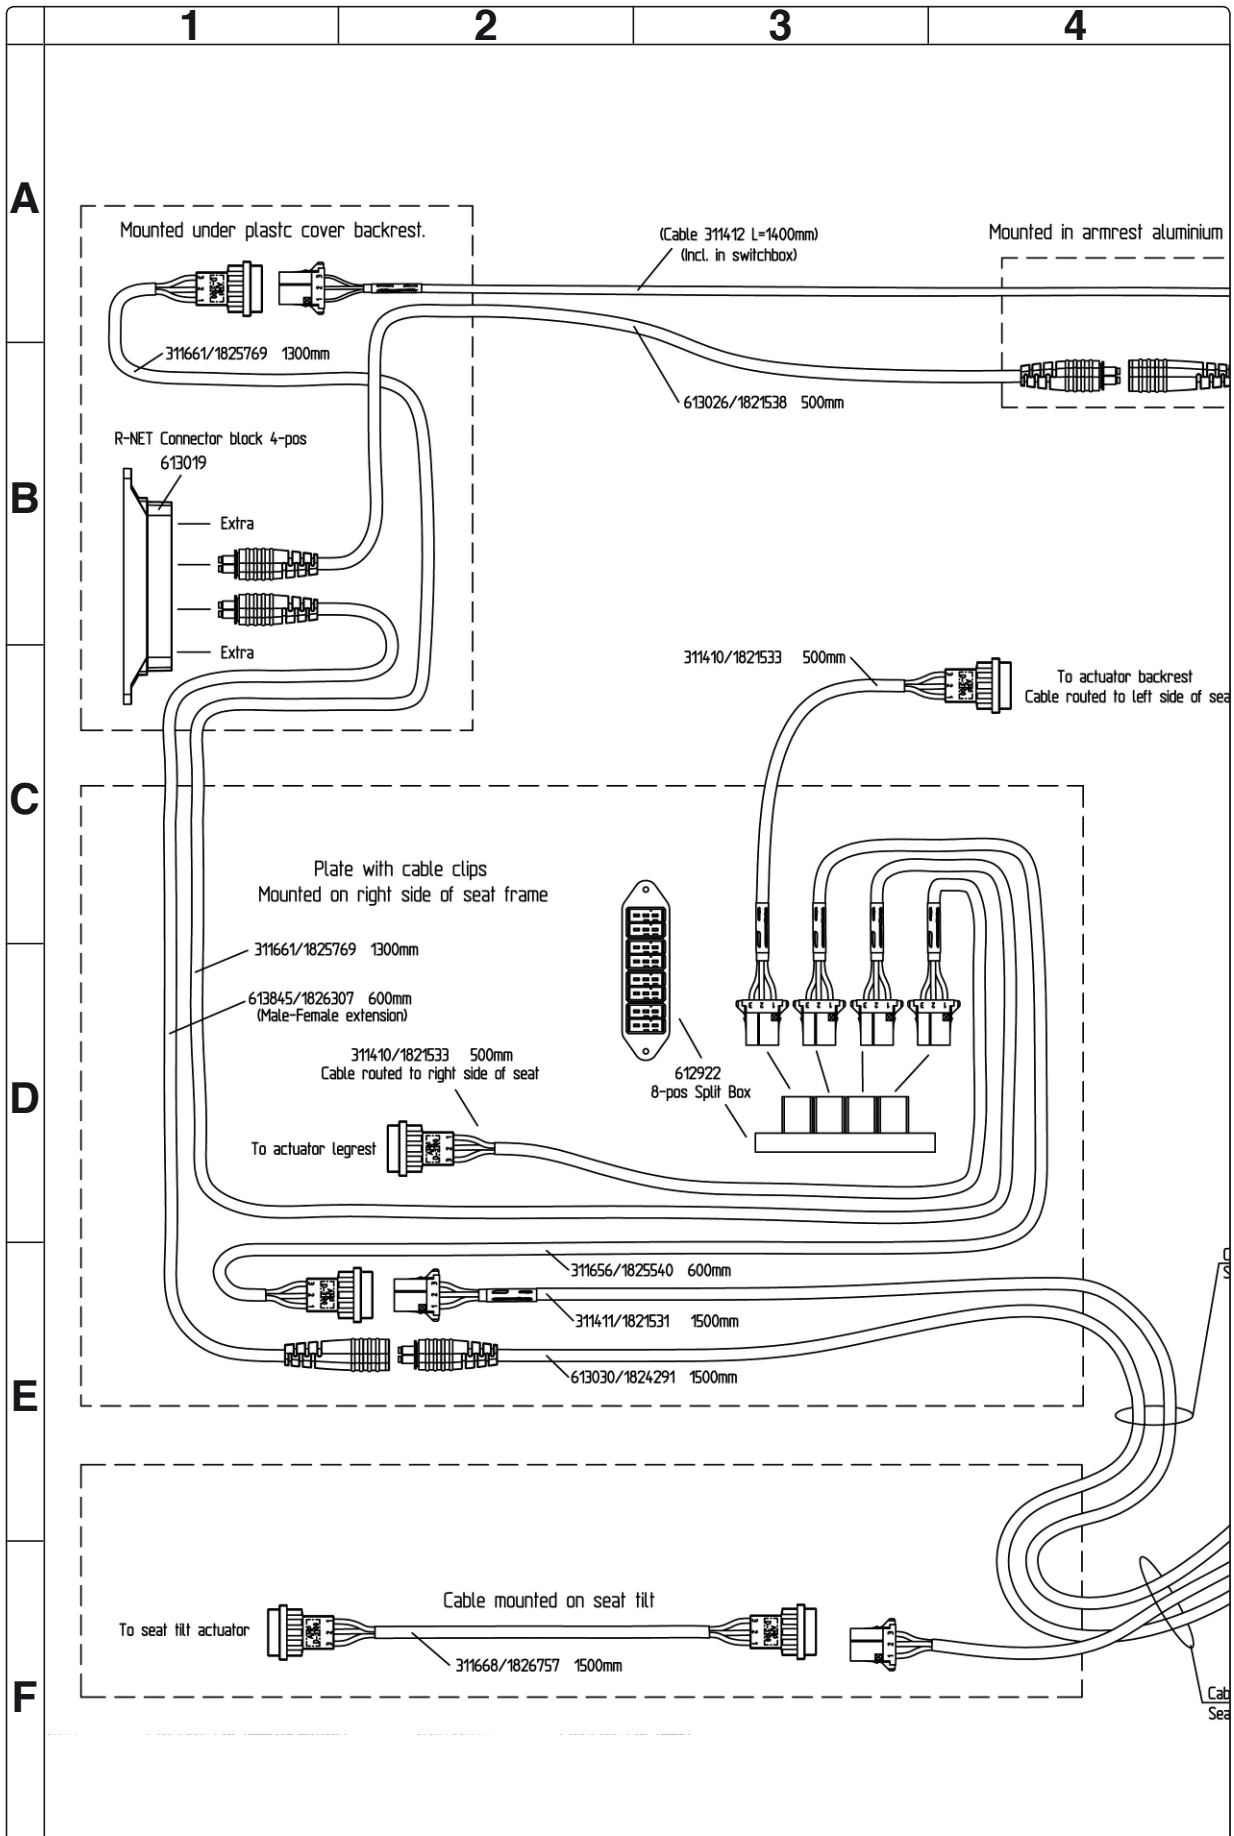 1 2 3 4
A
Mounted under plastc cover backrest.
(Cable 311412 L=1400mm)
(Incl. in switchbox)
Mounted in armrest aluminium
311661/1825769 1300mm
613026/1821538 500mm
R-NET Connector block 4-pos
613019
B
Extra
Extra
311410/1821533 500mm
To actuator backrest
Cable routed to left side of sea
C
Plate with cable clips
Mounted on right side of seat frame
311661/1825769 1300mm
613845/1826307 600mm
(Male-Female extension)
311410/1821533 500mm
Cable routed to right side of seat
612922
8-pos Split Box
D
To actuator legrest
311656/1825540 600mm
311411/1821531 1500mm
613030/1824291 1500mm
E
Cable mounted on seat tilt
To seat tilt actuator
311668/1826757 1500mm
F
Cab
Sea